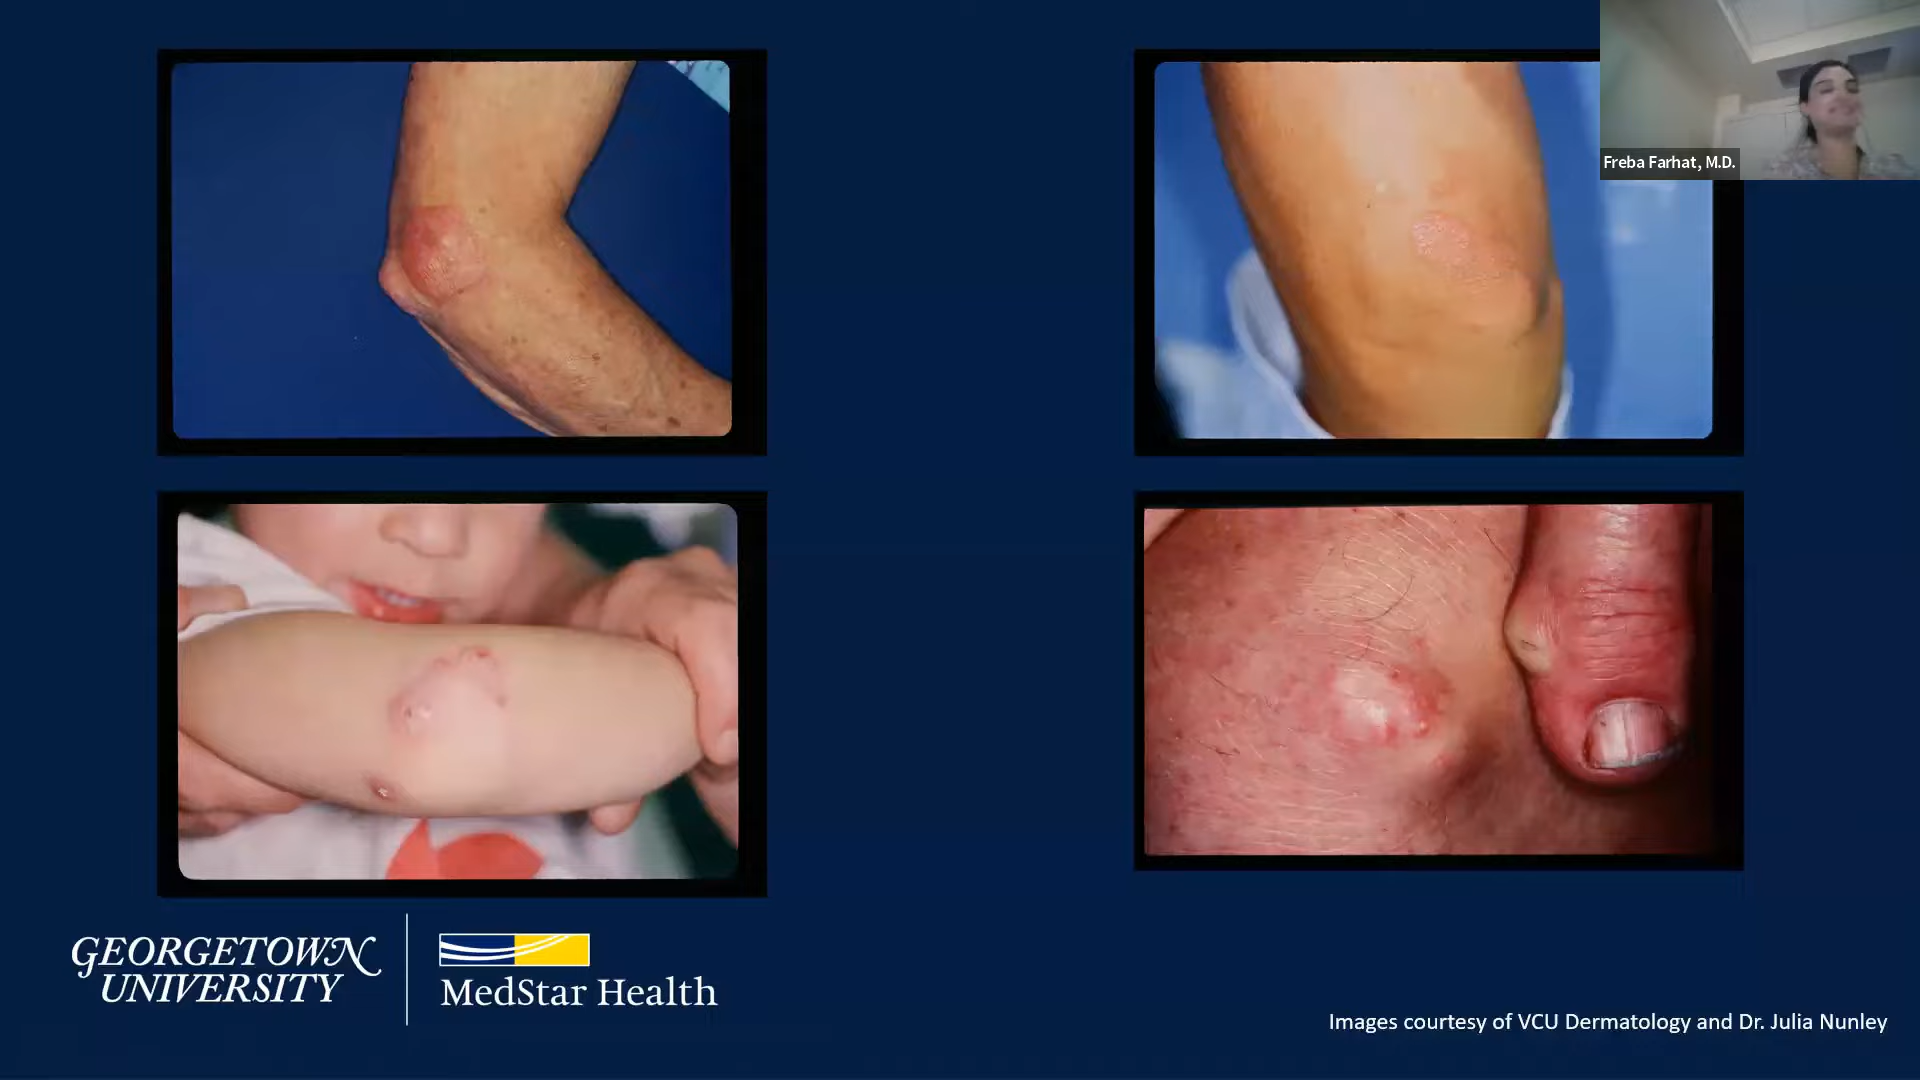 Freba Farhat, M.D.
GEORGETOWN
UNIVERSITY
MedStar Health
Images courtesy of VCU Dermatology and Dr. Julia Nunley